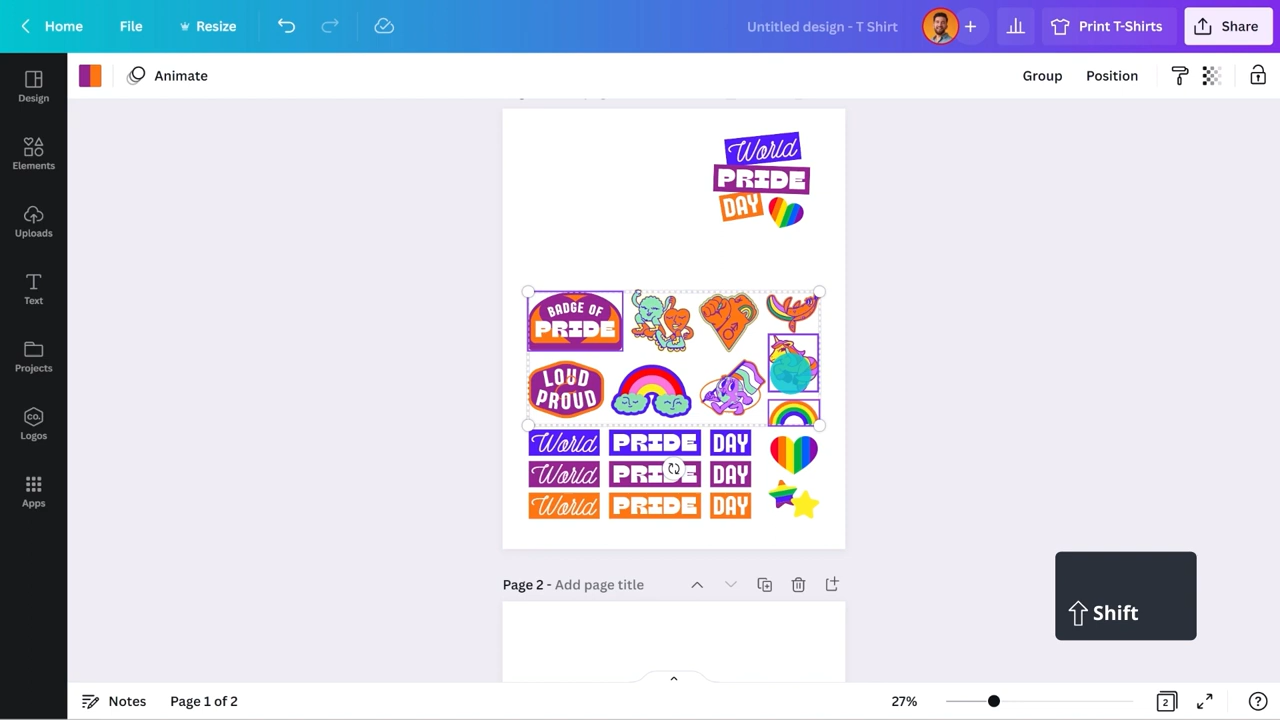 Home
File
Resize
Untitled design - T Shirt
+
Print T-Shirts
Share
Animate
Group
Position
Design
Elements
Uploads
Text
Projects
CO.
Logos
Apps
World
PRIDE
DAY
BADGE OF
PRIDE
LOUD
PROUD
World PRIDE DAY
World PRIDE DAY
World PRIDE DAY
Page 2 - Add page title
Shift
Notes
Page 1 of 2
27%
2
?